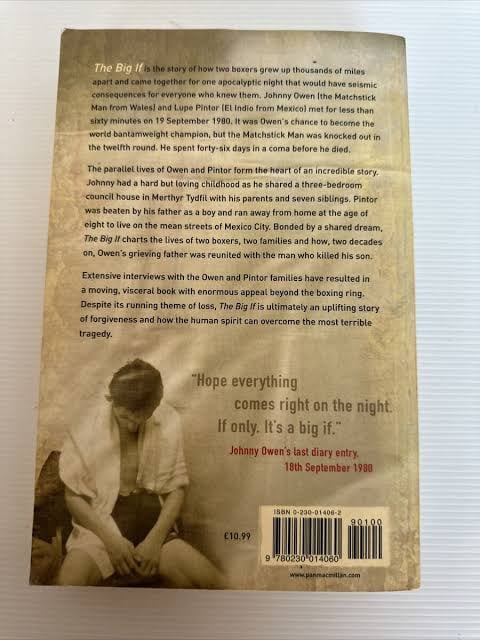 The Big If is the story of how two boxers grew up thousands of miles
apart and came together for one apocalyptic night that would have seismic
consequences for everyone who knew them. Johnny Owen (the Matchstick
Man from Wales) and Lupe Pintor (El Indio from Mexico) met for less than
sixty minutes on 19 September 1980. It was Owen's chance to become the
world bantamweight champion, but the Matchstick Man was knocked out in
the twelfth round. He spent forty-six days in a coma before he died.
The parallel lives of Owen and Pintor form the heart of an incredible story.
Johnny had a hard but loving childhood as he shared a three-bedroom
council house in Merthyr Tydfil with his parents and seven siblings. Pintor
was beaten by his father as a boy and ran away from home at the age of
eight to live on the mean streets of Mexico City. Bonded by a shared dream,
The Big If charts the lives of two boxers, two families and how, two decades
on, Owen's grieving father was reunited with the man who killed his son.
Extensive interviews with the Owen and Pintor families have resulted in
a moving, visceral book with enormous appeal beyond the boxing ring.
Despite its running theme of loss, The Big If is ultimately an uplifting story
of forgiveness and how the human spirit can overcome the most terrible
tragedy.
"Hope everything
comes right on the night.
If only. It's a big if."
Johnny Owen's last diary entry,
18th September 1980
£10.99
ISBN 0-230-01406-2
90100
9 780230 014060
www.panmacmillan.com